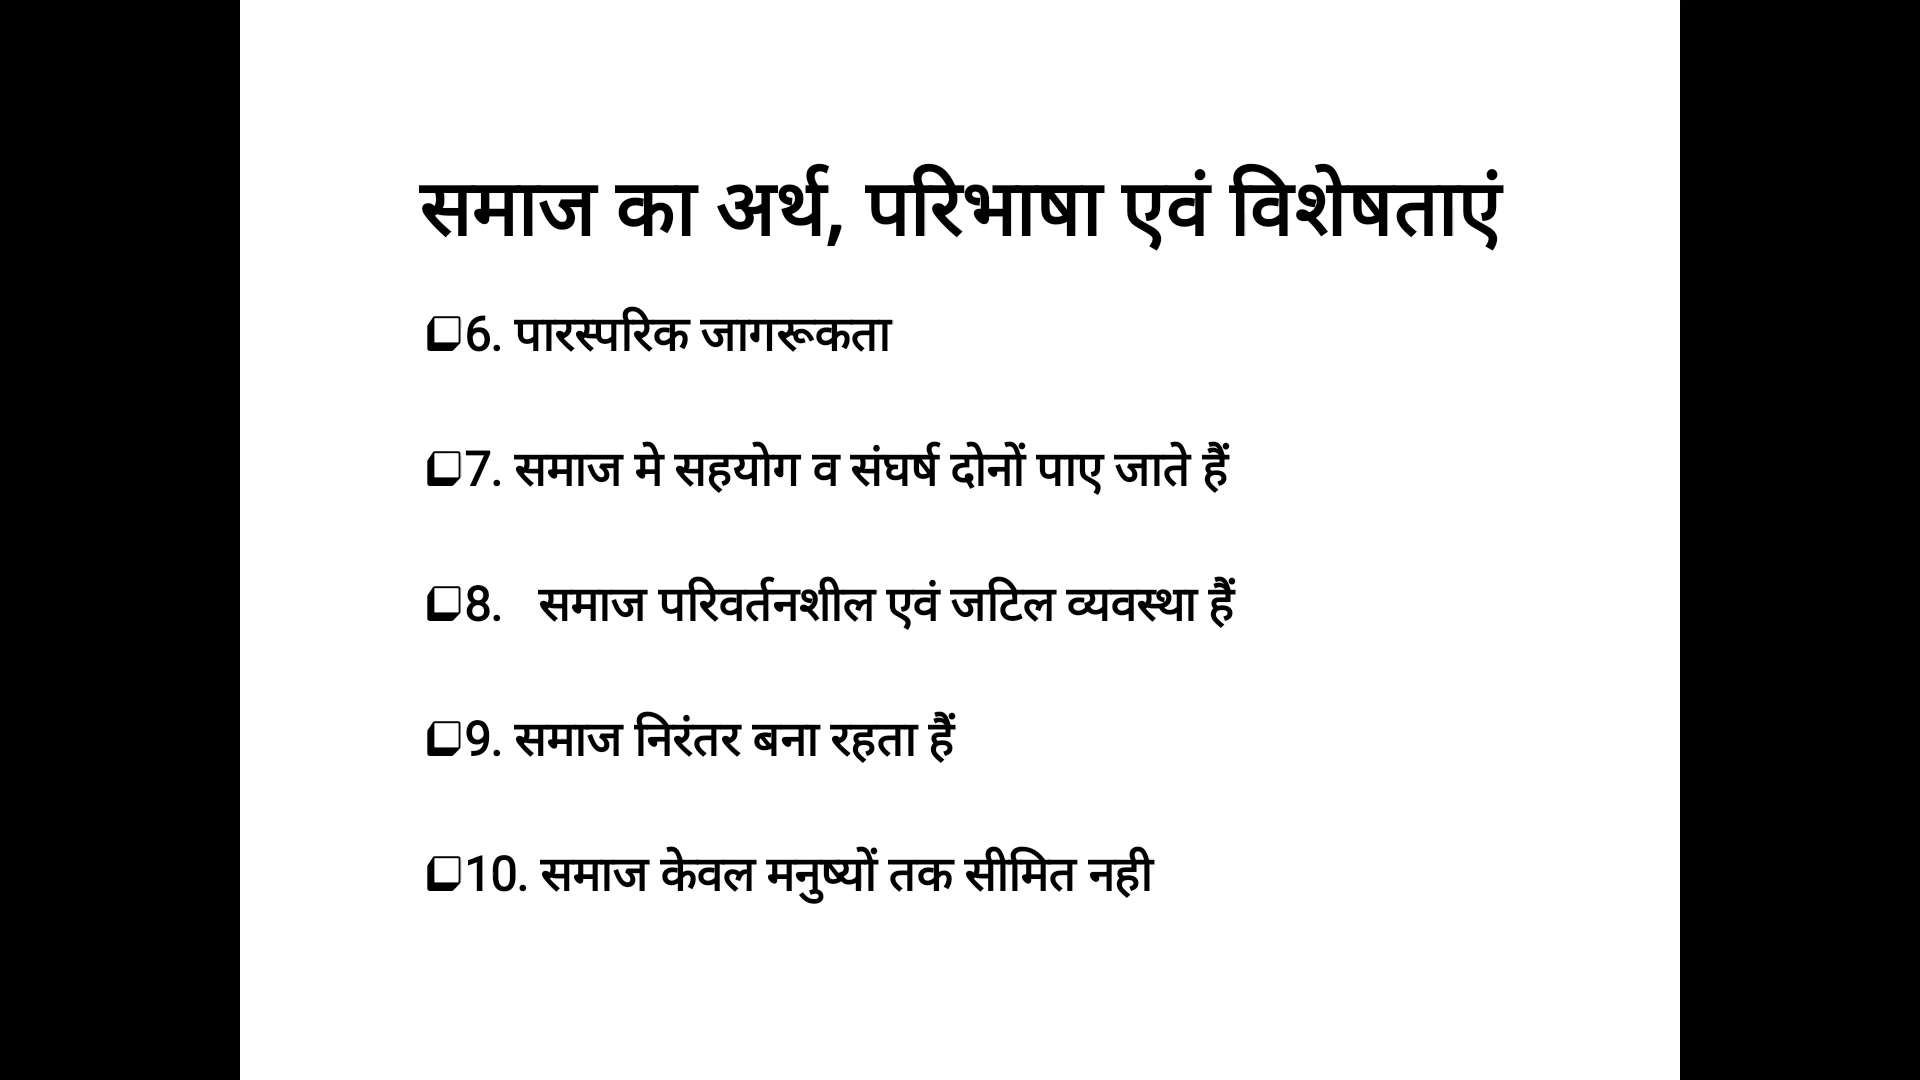 समाज का अर्थ, परिभाषा एवं विशेषताएं
❑6. पारस्परिक जागरूकता
❑7. समाज मे सहयोग व संघर्ष दोनों पाए जाते हैं
❑8. समाज परिवर्तनशील एवं जटिल व्यवस्था हैं
❑9. समाज निरंतर बना रहता हैं
❑10. समाज केवल मनुष्यों तक सीमित नही